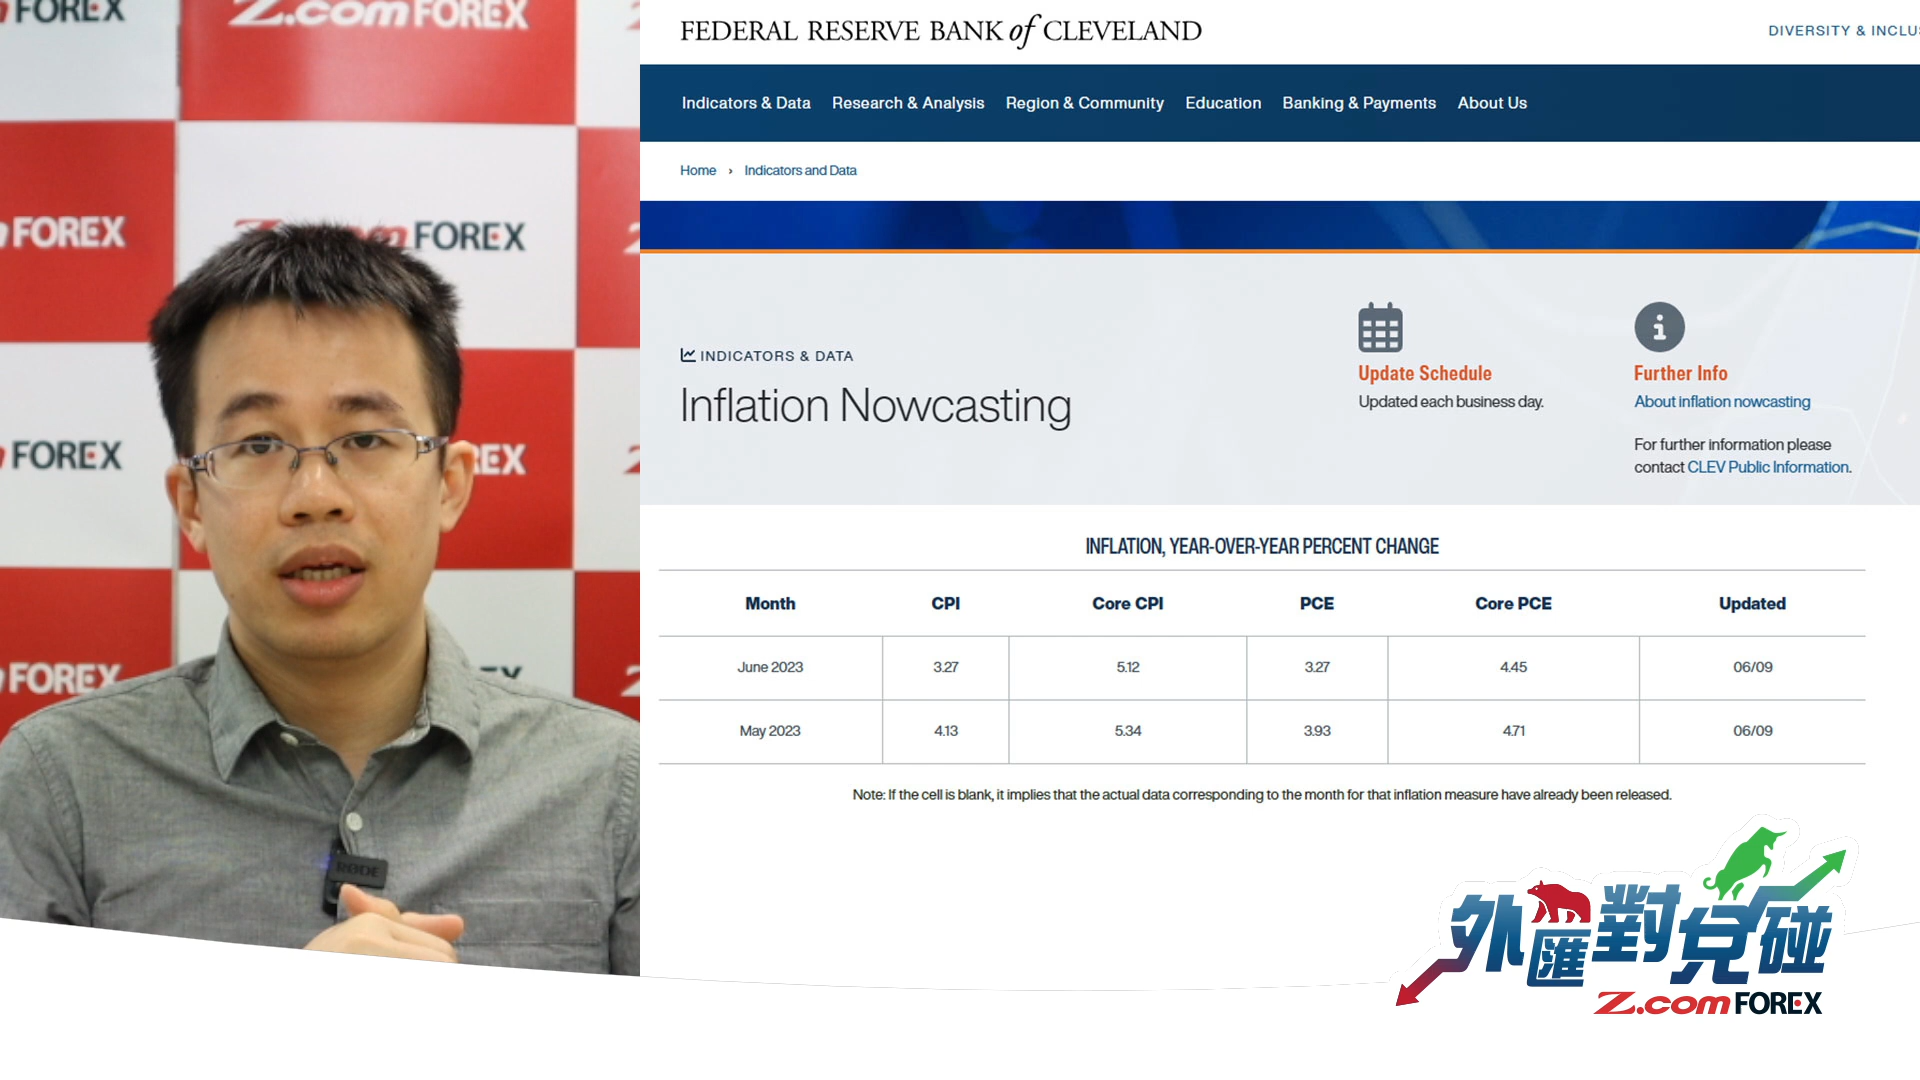 FOREX
Z.com FOREX
FOREX
Z.com FOREX
FOREX
REX
FOREX
RØDE
FEDERAL RESERVE BANK of CLEVELAND
DIVERSITY & INCLUS
Indicators & Data Research & Analysis Region & Community Education Banking & Payments About Us
Home › Indicators and Data
INDICATORS & DATA
Inflation Nowcasting
Update Schedule
Updated each business day.
Further Info
About inflation nowcasting
For further information please
contact CLEV Public Information.
INFLATION, YEAR-OVER-YEAR PERCENT CHANGE
Month CPI Core CPI PCE Core PCE Updated
June 2023 3.27 5.12 3.27 4.45 06/09
May 2023 4.13 5.34 3.93 4.71 06/09
Note: If the cell is blank, it implies that the actual data corresponding to the month for that inflation measure have already been released.
外匯對兌碰
Z.com FOREX